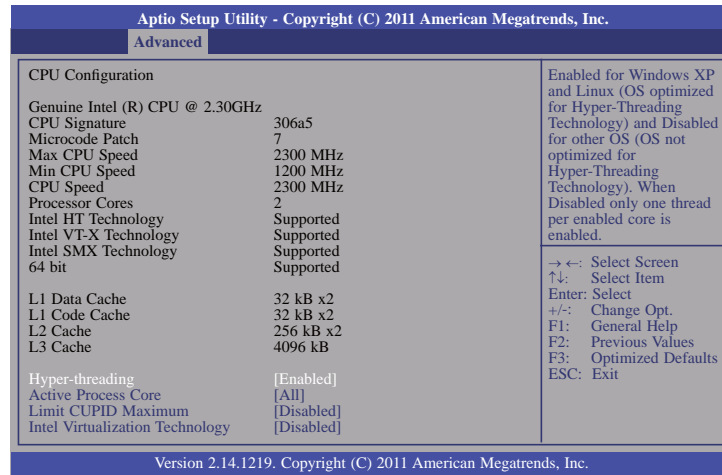 Aptio Setup Utility - Copyright (C) 2011 American Megatrends, Inc.
Advanced
CPU Configuration
Genuine Intel (R) CPU @ 2.30GHz
CPU Signature 306a5
Microcode Patch 7
Max CPU Speed 2300 MHz
Min CPU Speed 1200 MHz
CPU Speed 2300 MHz
Processor Cores 2
Intel HT Technology Supported
Intel VT-X Technology Supported
Intel SMX Technology Supported
64 bit Supported
L1 Data Cache 32 kB x2
L1 Code Cache 32 kB x2
L2 Cache 256 kB x2
L3 Cache 4096 kB
Hyper-threading [Enabled]
Active Process Core [All]
Limit CUPID Maximum [Disabled]
Intel Virtualization Technology [Disabled]
Enabled for Windows XP
and Linux (OS optimized
for Hyper-Threading
Technology) and Disabled
for other OS (OS not
optimized for
Hyper-Threading
Technology). When
Disabled only one thread
per enabled core is
enabled.
→ ←: Select Screen
↑↓: Select Item
Enter: Select
+/-: Change Opt.
F1: General Help
F2: Previous Values
F3: Optimized Defaults
ESC: Exit
Version 2.14.1219. Copyright (C) 2011 American Megatrends, Inc.